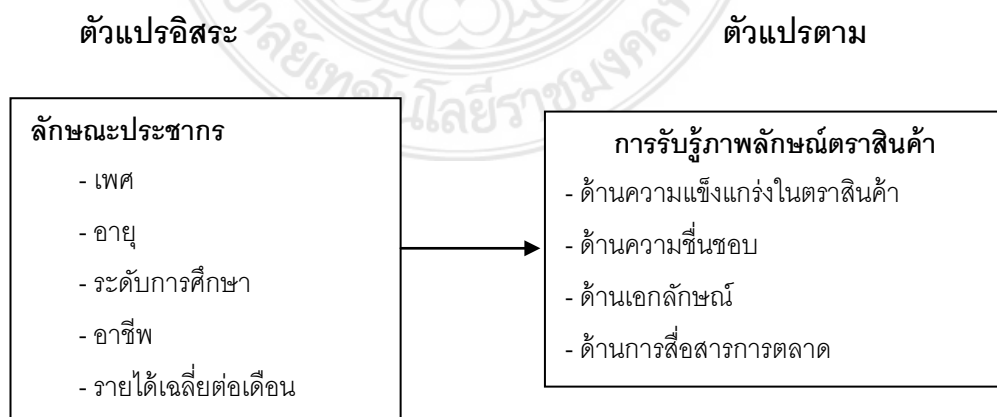 ตัวแปรอิสระ
ตัวแปรตาม
ลักษณะประชากร
- เพศ
- อายุ
- ระดับการศึกษา
- อาชีพ
- รายได้เฉลี่ยต่อเดือน
การรับรู้ภาพลักษณ์ตราสินค้า
- ด้านความแข็งแกร่งในตราสินค้า
- ด้านความชื่นชอบ
- ด้านเอกลักษณ์
- ด้านการสื่อสารการตลาด